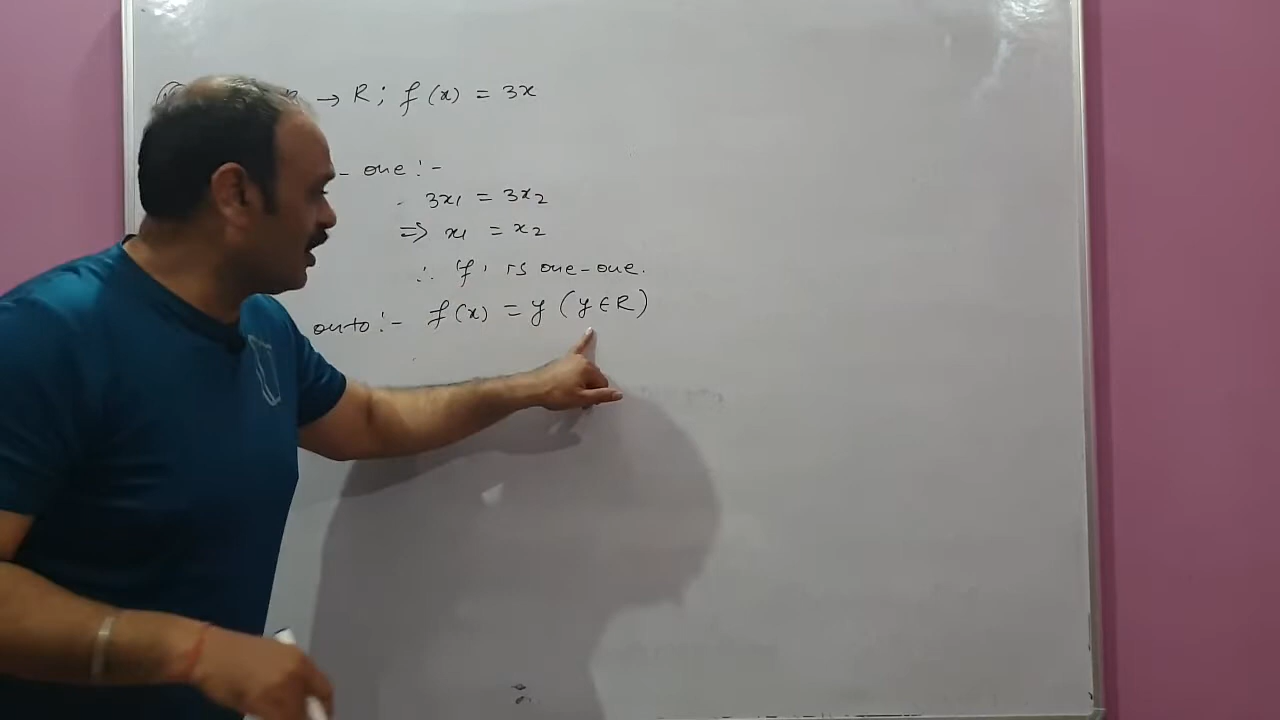 R → R ; f(x) = 3x
- one :-
3x₁ = 3x₂
⇒ x₁ = x₂
∴ 'f' is one-one.
onto :- f(x) = y (y ∈ R)